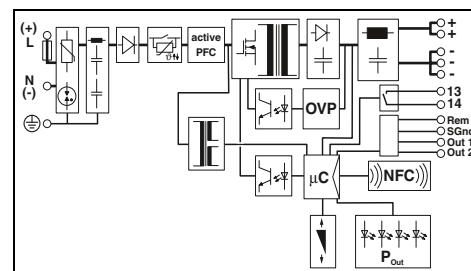 (+)
L
N
(-)
active
PFC
ϑ
OVP
µC
NFC
P Out
+
+
-
-
-
13
14
Rem
SGnd
Out 1
Out 2